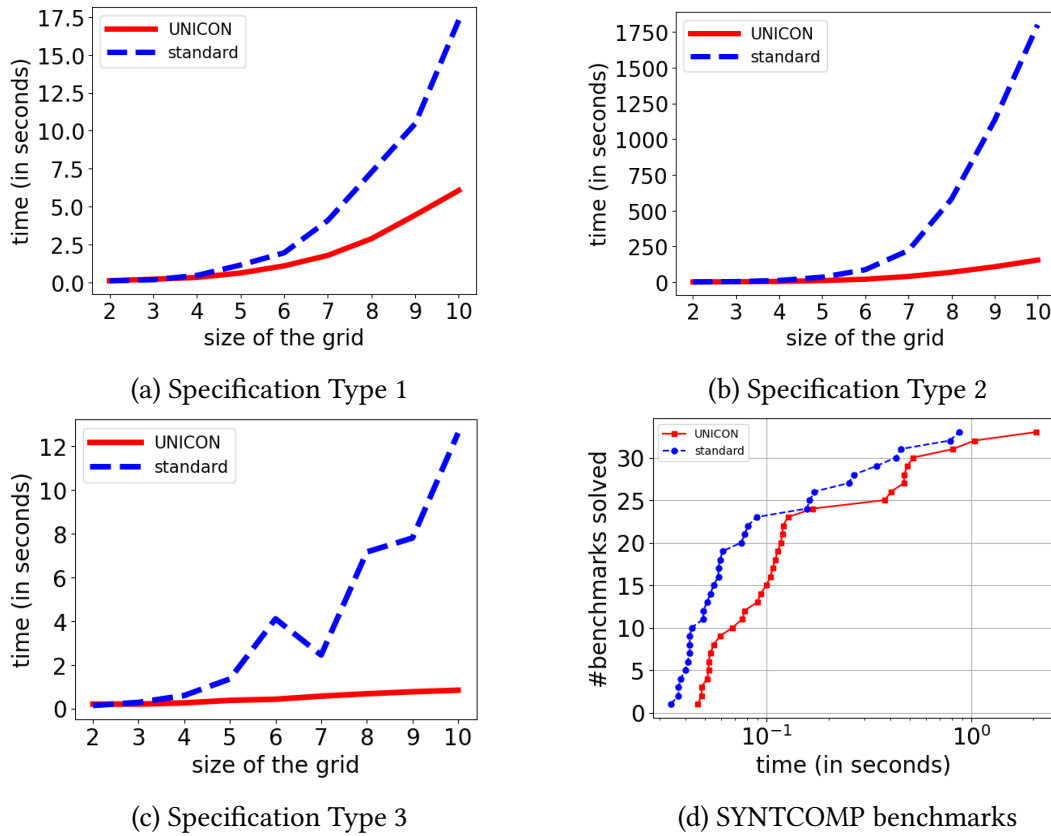 17.5
15.0
12.5
10.0
7.5
5.0
2.5
0.0
time (in seconds)
UNICON
standard
2 3 4 5 6 7 8 9 10
size of the grid
(a) Specification Type 1
1750
1500
1250
1000
750
500
250
0
time (in seconds)
UNICON
standard
2 3 4 5 6 7 8 9 10
size of the grid
(b) Specification Type 2
12
10
8
6
4
2
0
time (in seconds)
UNICON
standard
2 3 4 5 6 7 8 9 10
size of the grid
(c) Specification Type 3
30
25
20
15
10
5
0
#benchmarks solved
UNICON
standard
10⁻¹ 10⁰
time (in seconds)
(d) SYNTCOMP benchmarks